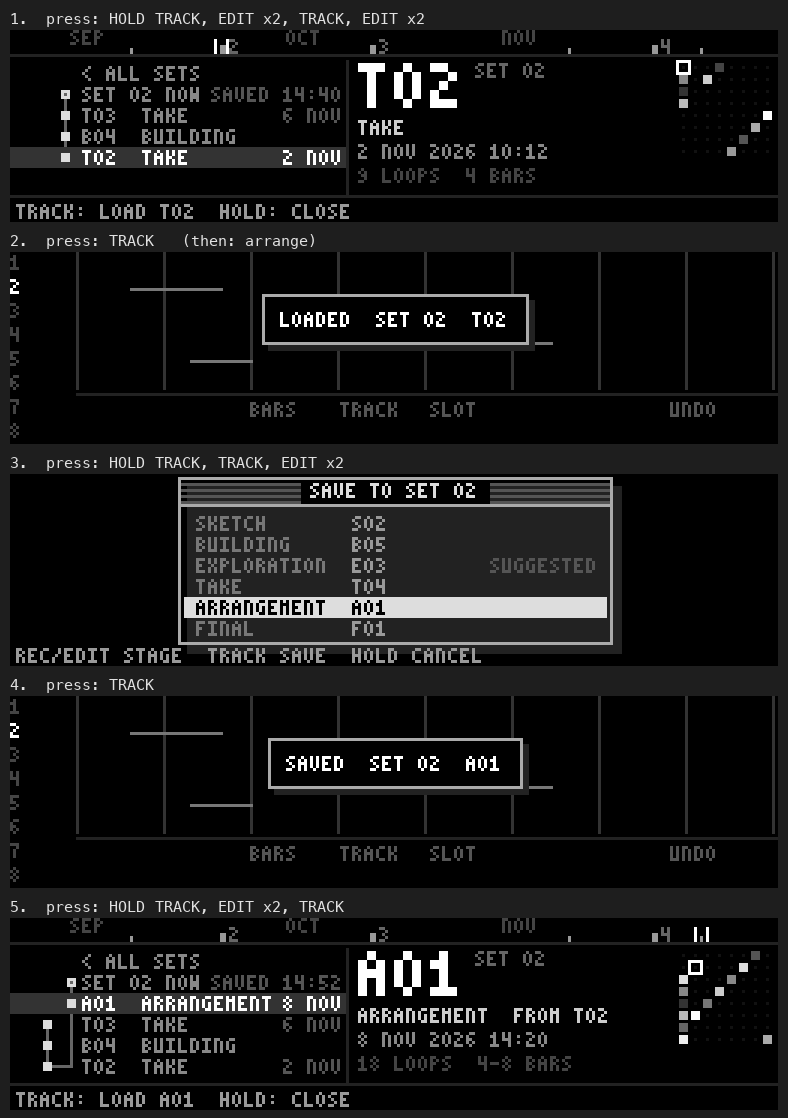 1. press: HOLD TRACK, EDIT x2, TRACK, EDIT x2
SEP 2 OCT 3 NOV 4
< ALL SETS
SET 02 NOW SAVED 14:40
T03 TAKE 6 NOV
B04 BUILDING
T02 TAKE 2 NOV
T02 SET 02
TAKE
2 NOV 2026 10:12
9 LOOPS 4 BARS
TRACK: LOAD T02 HOLD: CLOSE
2. press: TRACK (then: arrange)
1
2
3
4
5
6
7
8
LOADED SET 02 T02
BARS TRACK SLOT UNDO
3. press: HOLD TRACK, TRACK, EDIT x2
SAVE TO SET 02
SKETCH S02
BUILDING B05
EXPLORATION E03 SUGGESTED
TAKE T04
ARRANGEMENT A01
FINAL F01
REC/EDIT STAGE TRACK SAVE HOLD CANCEL
4. press: TRACK
1
2
3
4
5
6
7
8
SAVED SET 02 A01
BARS TRACK SLOT UNDO
5. press: HOLD TRACK, EDIT x2, TRACK
SEP 2 OCT 3 NOV 4
< ALL SETS
SET 02 NOW SAVED 14:52
A01 ARRANGEMENT 8 NOV
T03 TAKE 6 NOV
B04 BUILDING
T02 TAKE 2 NOV
A01 SET 02
ARRANGEMENT FROM T02
8 NOV 2026 14:20
18 LOOPS 4-8 BARS
TRACK: LOAD A01 HOLD: CLOSE